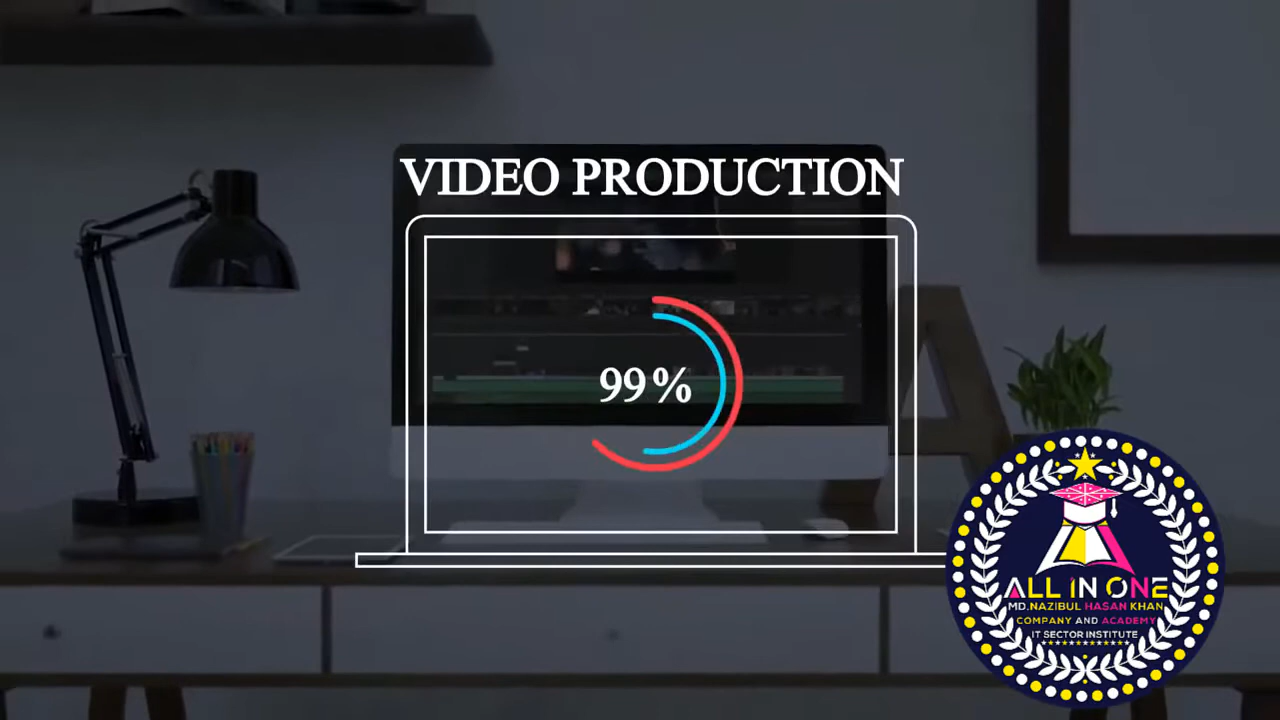 VIDEO PRODUCTION
99%
ALL IN ONE
MD.NAZIBUL HASAN KHAN
COMPANY AND ACADEMY
IT SECTOR INSTITUTE